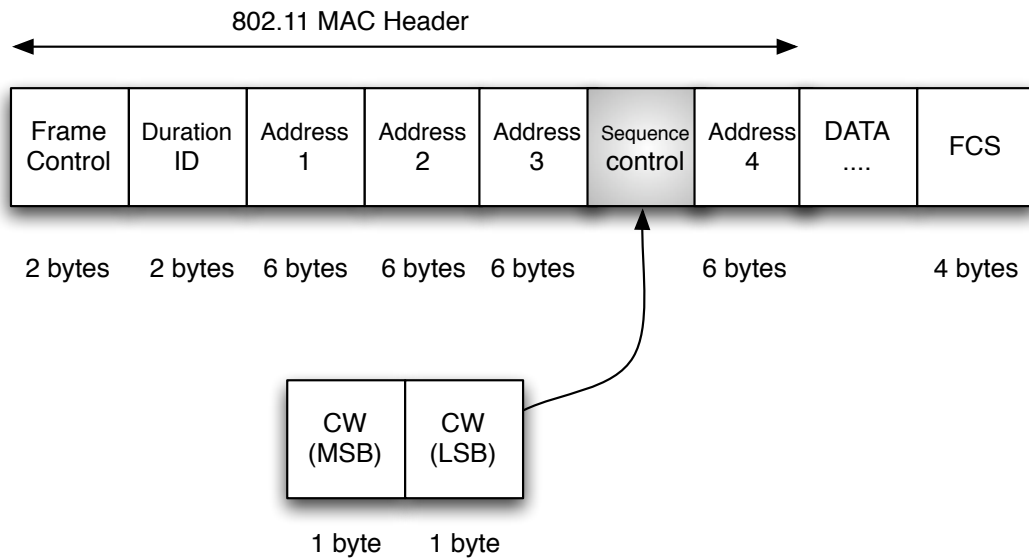 802.11 MAC Header
Frame
Control
Duration
ID
Address
1
Address
2
Address
3
Sequence
control
Address
4
DATA
....
FCS
2 bytes
2 bytes
6 bytes
6 bytes
6 bytes
6 bytes
4 bytes
CW
(MSB)
CW
(LSB)
1 byte
1 byte